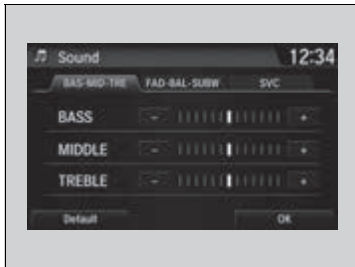 Sound 12:34
BAS-MID-TRE FAD-BAL-SUBW SVC
BASS - +
MIDDLE - +
TREBLE - +
Default OK